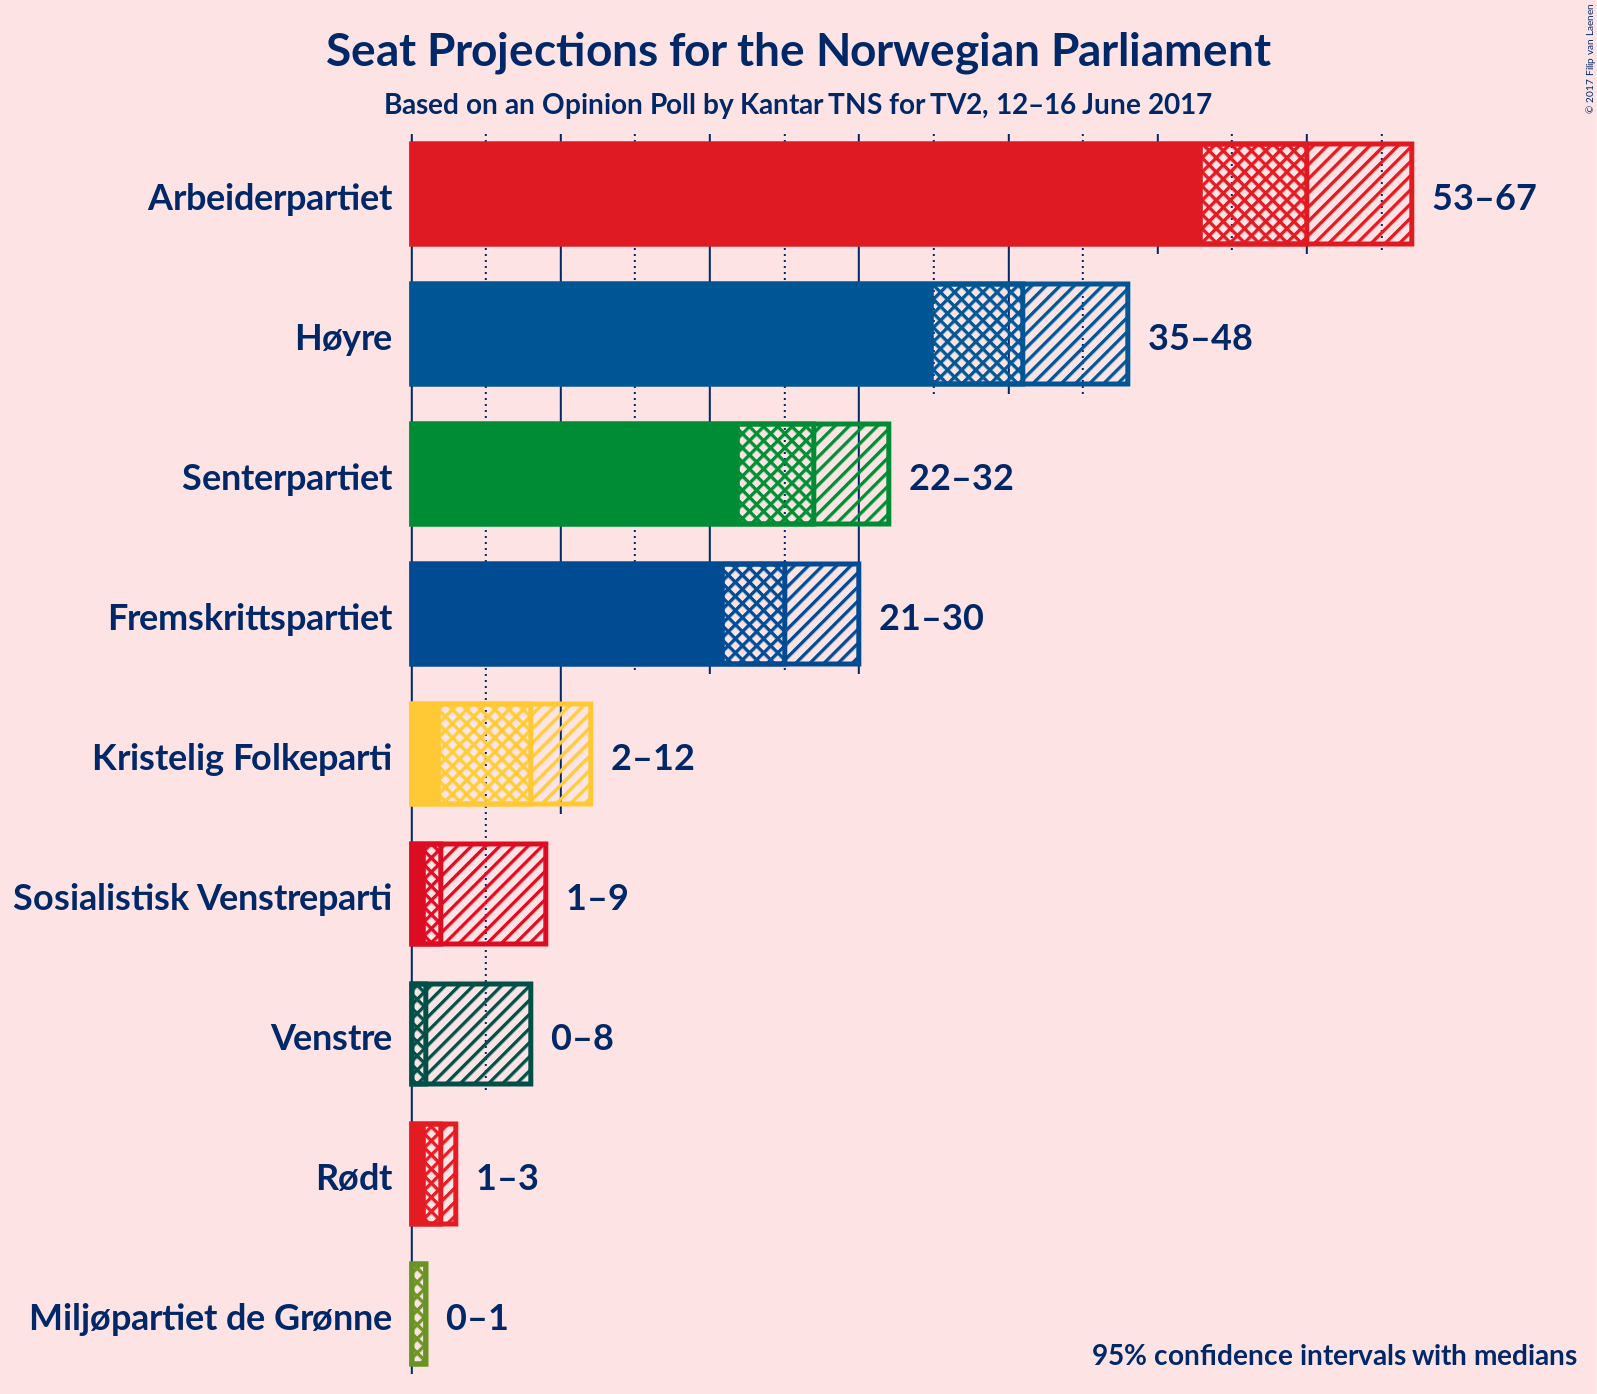 © 2017 Filip van Laenen
Seat Projections for the Norwegian Parliament
Based on an Opinion Poll by Kantar TNS for TV2, 12–16 June 2017
Arbeiderpartiet 53–67
Høyre 35–48
Senterpartiet 22–32
Fremskrittspartiet 21–30
Kristelig Folkeparti 2–12
Sosialistisk Venstreparti 1–9
Venstre 0–8
Rødt 1–3
Miljøpartiet de Grønne 0–1
95% confidence intervals with medians